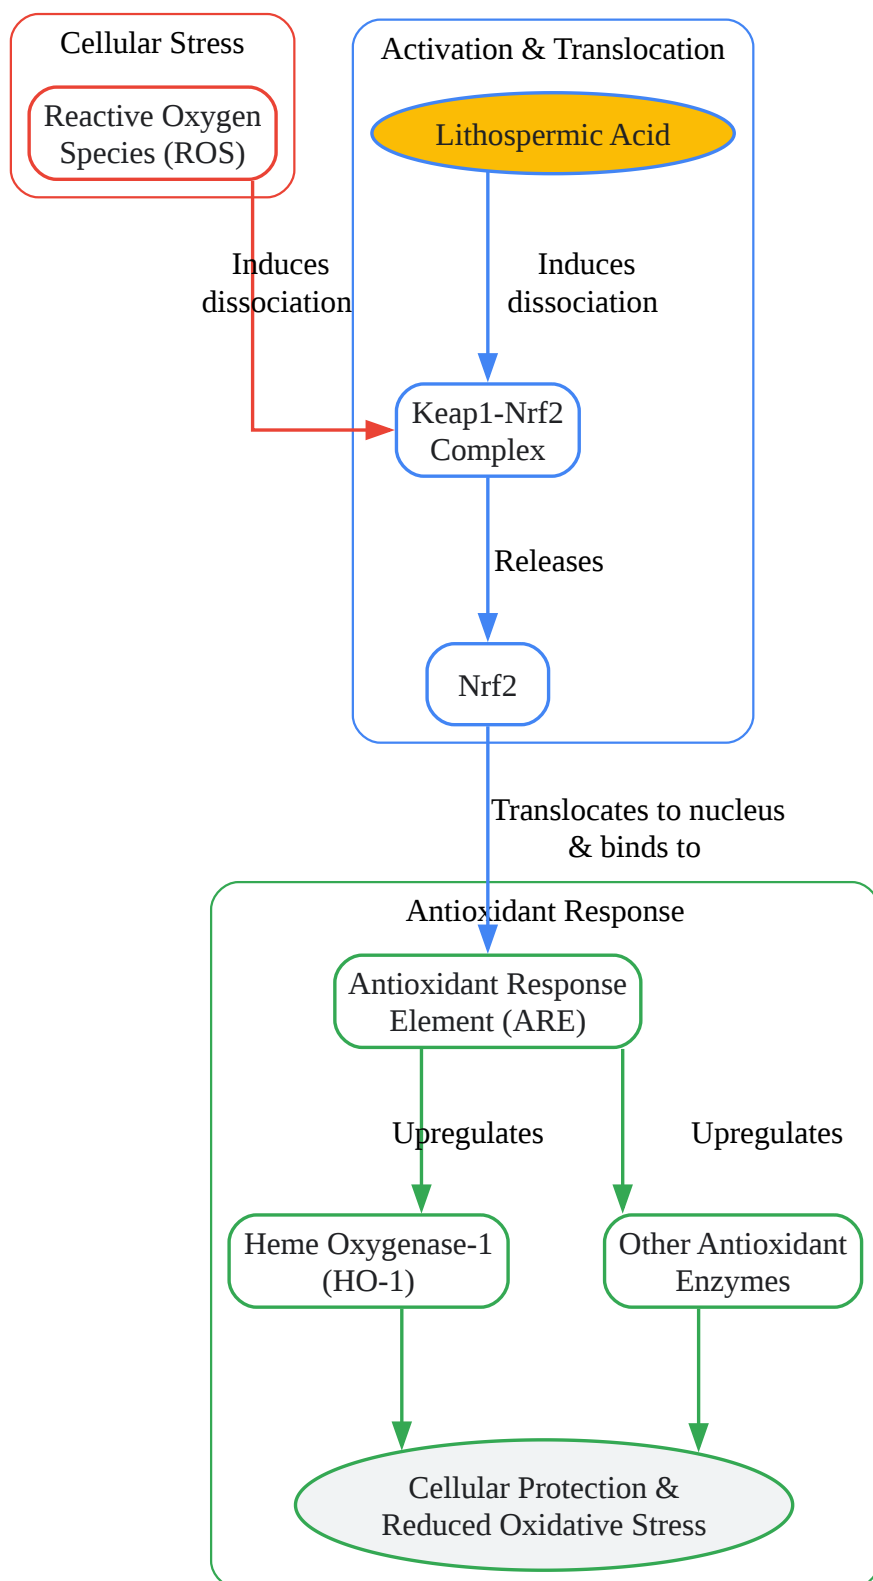 Cellular Stress
Reactive Oxygen
Species (ROS)
Activation & Translocation
Lithospermic Acid
Induces
dissociation
Induces
dissociation
Keap1-Nrf2
Complex
Releases
Nrf2
Translocates to nucleus
& binds to
Antioxidant Response
Antioxidant Response
Element (ARE)
Upregulates
Upregulates
Heme Oxygenase-1
(HO-1)
Other Antioxidant
Enzymes
Cellular Protection &
Reduced Oxidative Stress